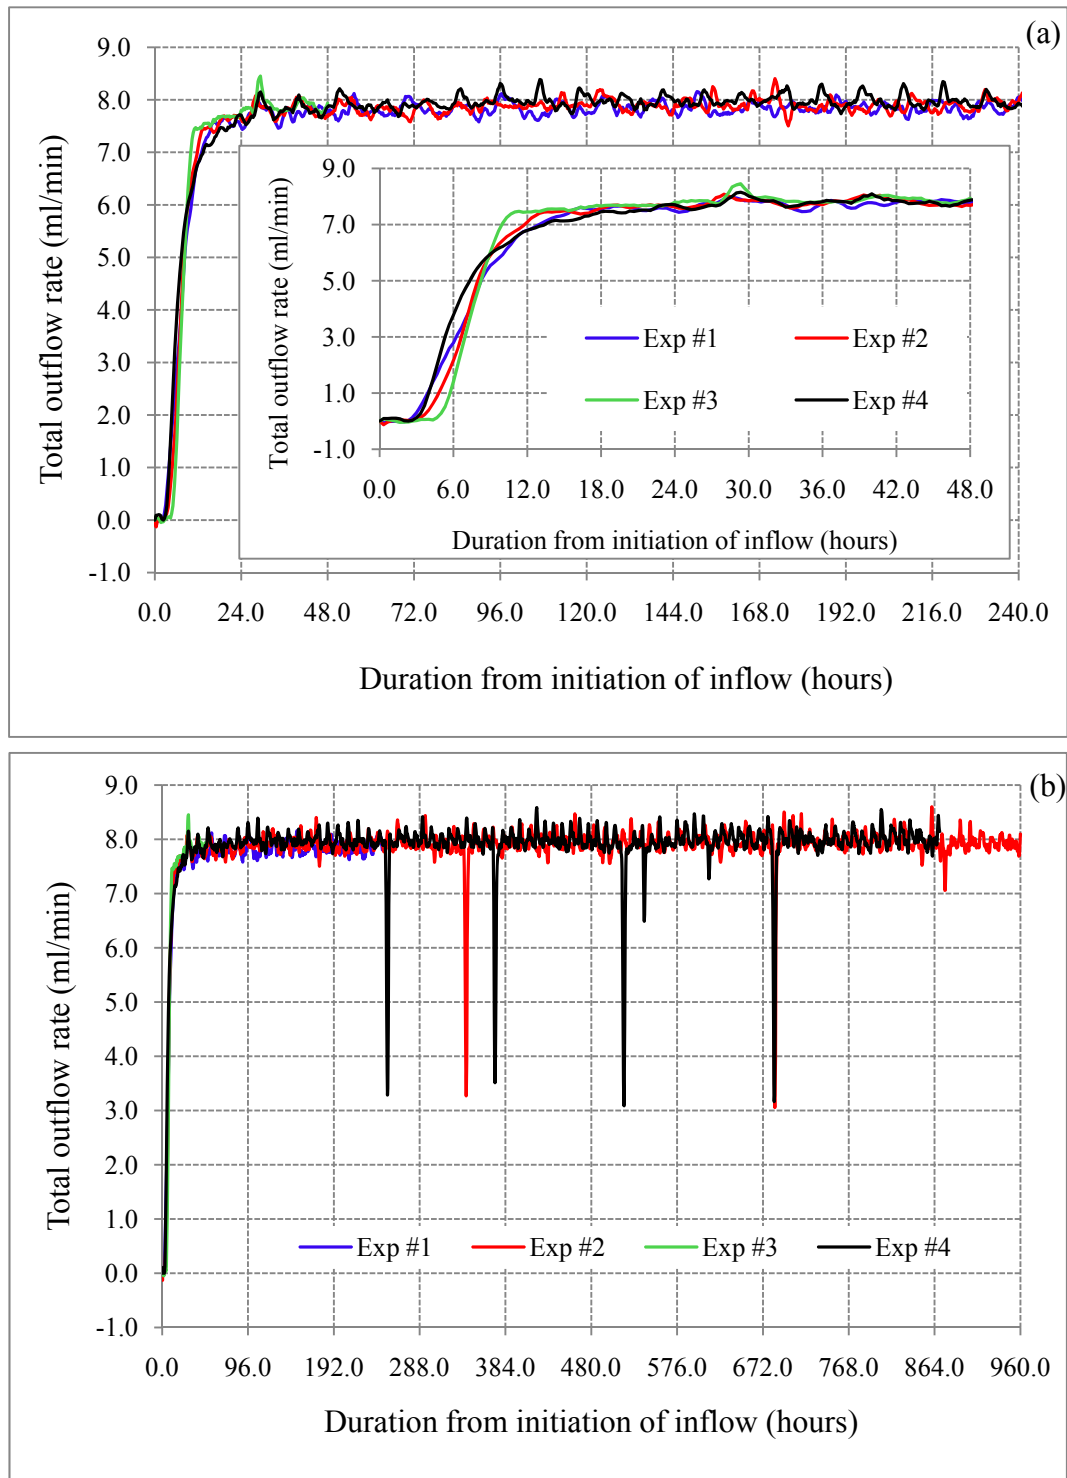 (a)
9.0
8.0
7.0
6.0
5.0
4.0
3.0
2.0
1.0
0.0
-1.0
Total outflow rate (ml/min)
0.0 24.0 48.0 72.0 96.0 120.0 144.0 168.0 192.0 216.0 240.0
Duration from initiation of inflow (hours)
9.0
7.0
5.0
3.0
1.0
-1.0
Total outflow rate (ml/min)
Exp #1 Exp #2
Exp #3 Exp #4
0.0 6.0 12.0 18.0 24.0 30.0 36.0 42.0 48.0
Duration from initiation of inflow (hours)
(b)
9.0
8.0
7.0
6.0
5.0
4.0
3.0
2.0
1.0
0.0
-1.0
Total outflow rate (ml/min)
Exp #1 Exp #2 Exp #3 Exp #4
0.0 96.0 192.0 288.0 384.0 480.0 576.0 672.0 768.0 864.0 960.0
Duration from initiation of inflow (hours)